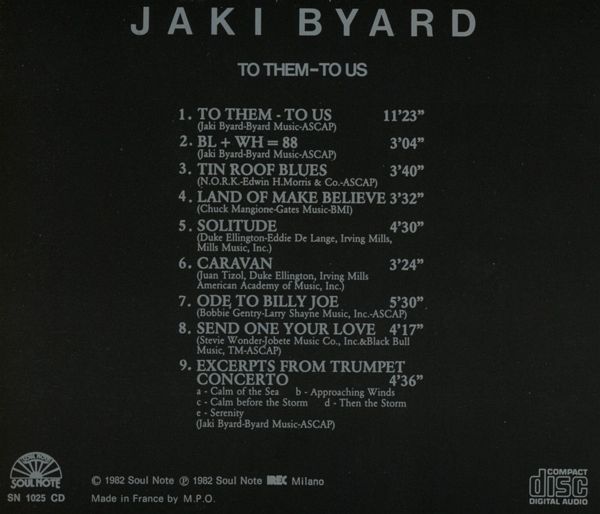 JAKI BYARD
TO THEM-TO US
1. TO THEM - TO US 11'23"
(Jaki Byard-Byard Music-ASCAP)
2. BL + WH = 88 3'04"
(Jaki Byard-Byard Music-ASCAP)
3. TIN ROOF BLUES 3'40"
(N.O.R.K.-Edwin H.Morris & Co.-ASCAP)
4. LAND OF MAKE BELIEVE 3'32"
(Chuck Mangione-Gates Music-BMI)
5. SOLITUDE 4'30"
(Duke Ellington-Eddie De Lange, Irving Mills,
Mills Music, Inc.)
6. CARAVAN 3'24"
(Juan Tizol, Duke Ellington, Irving Mills
American Academy of Music, Inc.)
7. ODE TO BILLY JOE 5'30"
(Bobbie Gentry-Larry Shayne Music, Inc.-ASCAP)
8. SEND ONE YOUR LOVE 4'17"
(Stevie Wonder-Jobete Music Co., Inc.&Black Bull
Music, TM-ASCAP)
9. EXCERPTS FROM TRUMPET
CONCERTO 4'36"
a - Calm of the Sea b - Approaching Winds
c - Calm before the Storm d - Then the Storm
e - Serenity
(Jaki Byard-Byard Music-ASCAP)
SOUL NOTE
SOUL NOTE
SN 1025 CD
© 1982 Soul Note ℗ 1982 Soul Note IREC Milano
Made in France by M.P.O.
COMPACT
disc
DIGITAL AUDIO